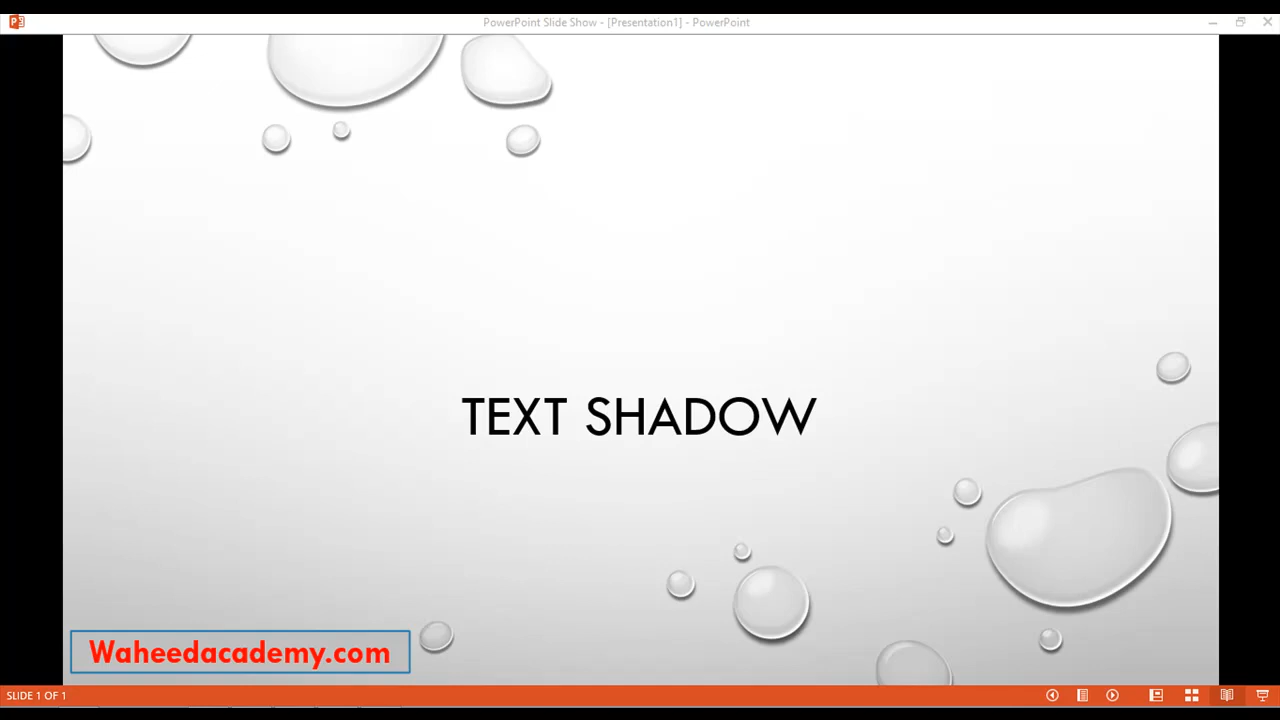 PowerPoint Slide Show - [Presentation1] - PowerPoint
TEXT SHADOW
Waheedacademy.com
SLIDE 1 OF 1